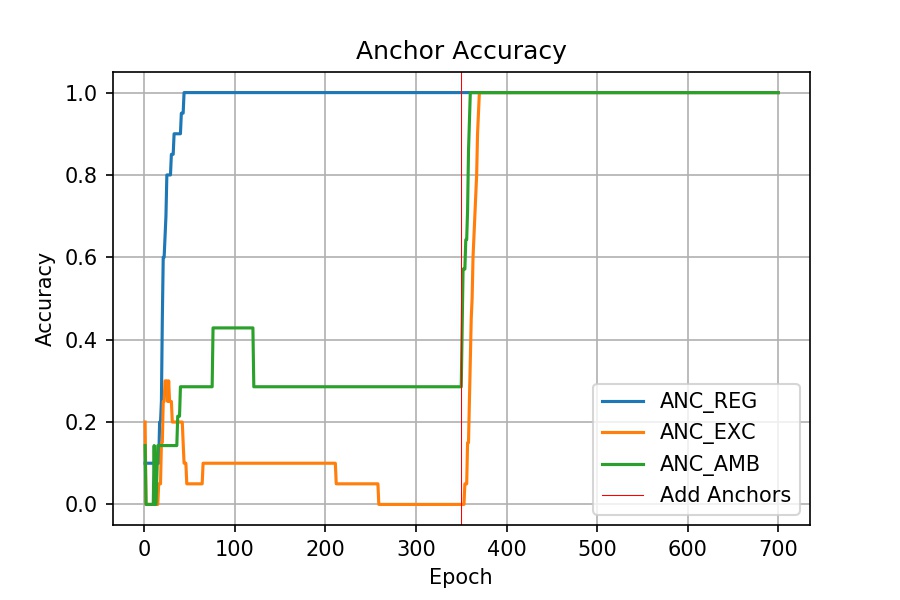 Anchor Accuracy
1.0
0.8
0.6
0.4
0.2
0.0
Accuracy
0 100 200 300 400 500 600 700
Epoch
ANC_REG
ANC_EXC
ANC_AMB
Add Anchors